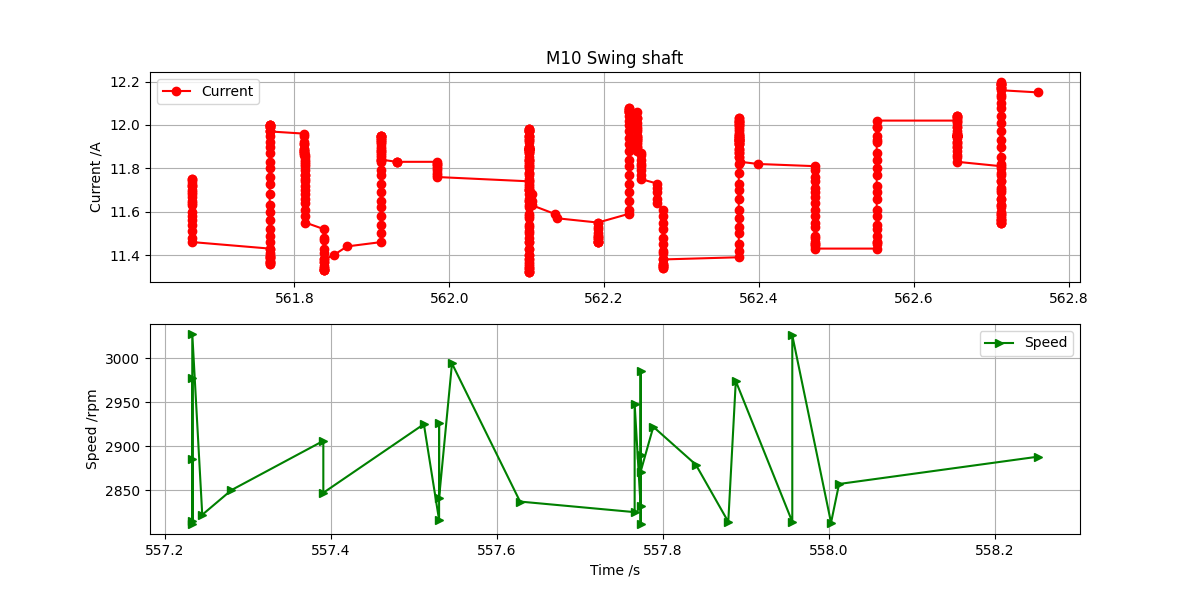 M10 Swing shaft
Current /A
12.2
12.0
11.8
11.6
11.4
Current
561.8 562.0 562.2 562.4 562.6 562.8
Speed /rpm
3000
2950
2900
2850
Speed
557.2 557.4 557.6 557.8 558.0 558.2
Time /s